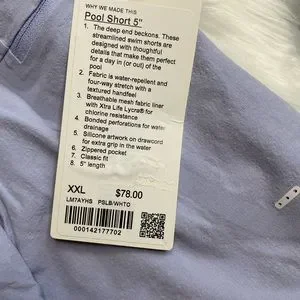 WHY WE MADE THIS
Pool Short 5"
1. The deep end beckons. These
streamlined swim shorts are
designed with thoughtful
details that make them perfect
for a day in (or out) of the
pool
2. Fabric is water-repellent and
four-way stretch with a
textured handfeel
3. Breathable mesh fabric liner
with Xtra Life Lycra® for
chlorine resistance
4. Bonded perforations for water
drainage
5. Silicone artwork on drawcord
for extra grip in the water
6. Zippered pocket
7. Classic fit
8. 5" length
XXL $78.00
LM7AYHS PSLB/WHTO
000142177702